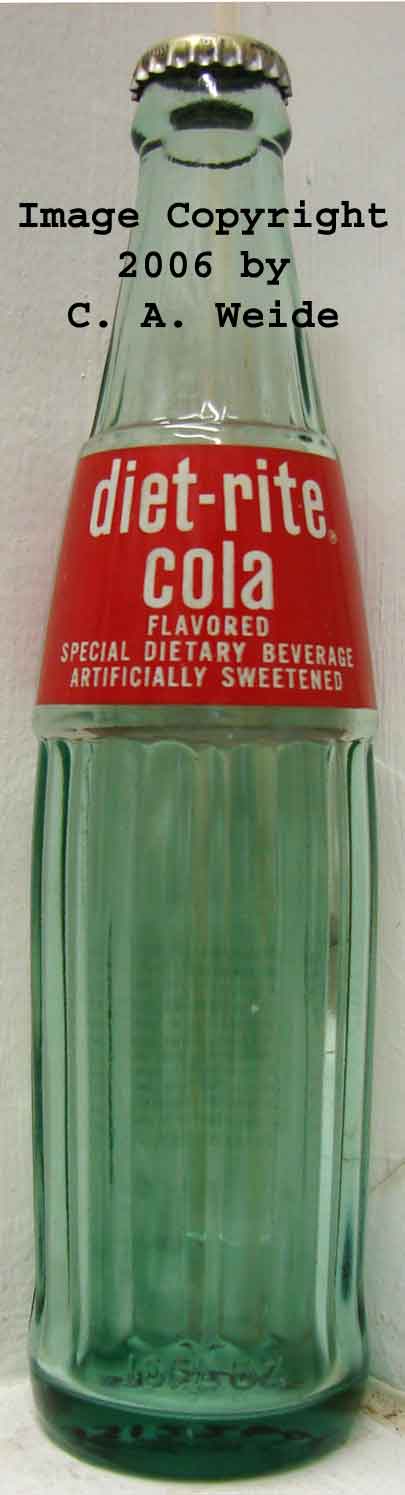 Image Copyright
2006 by
C. A. Weide
diet-rite®
cola
FLAVORED
SPECIAL DIETARY BEVERAGE
ARTIFICIALLY SWEETENED